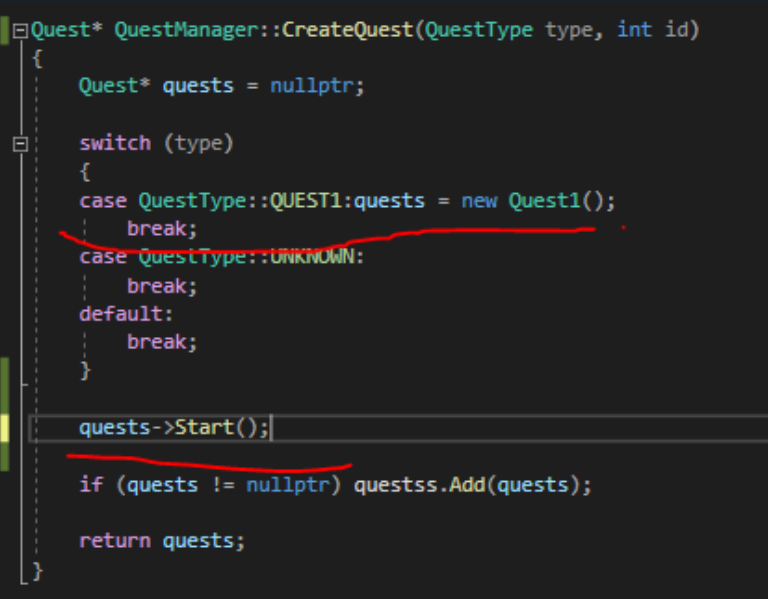 Quest* QuestManager::CreateQuest(QuestType type, int id)
{
Quest* quests = nullptr;
switch (type)
{
case QuestType::QUEST1:quests = new Quest1();
break;
case QuestType::UNKNOWN:
break;
default:
break;
}
quests->Start();
if (quests != nullptr) questss.Add(quests);
return quests;
}